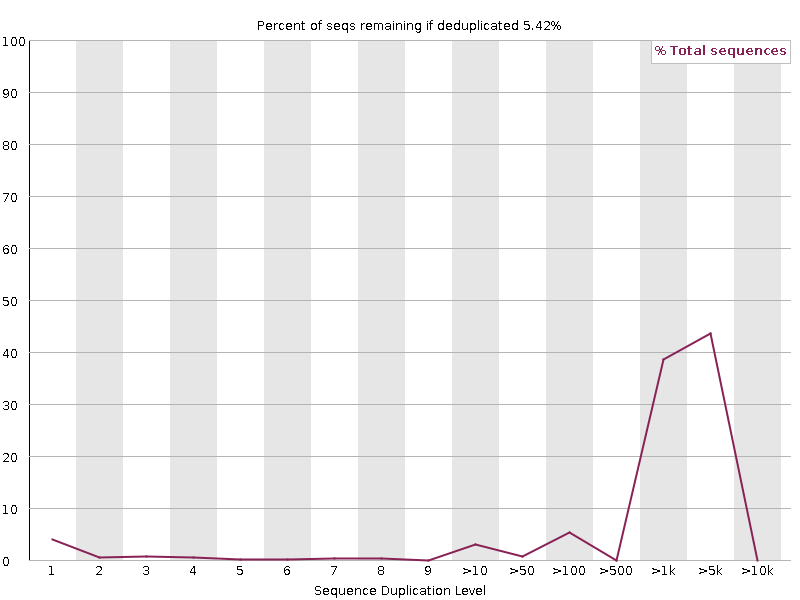 Percent of seqs remaining if deduplicated 5.42%
% Total sequences
100
90
80
70
60
50
40
30
20
10
0
1 2 3 4 5 6 7 8 9 >10 >50 >100 >500 >1k >5k >10k
Sequence Duplication Level